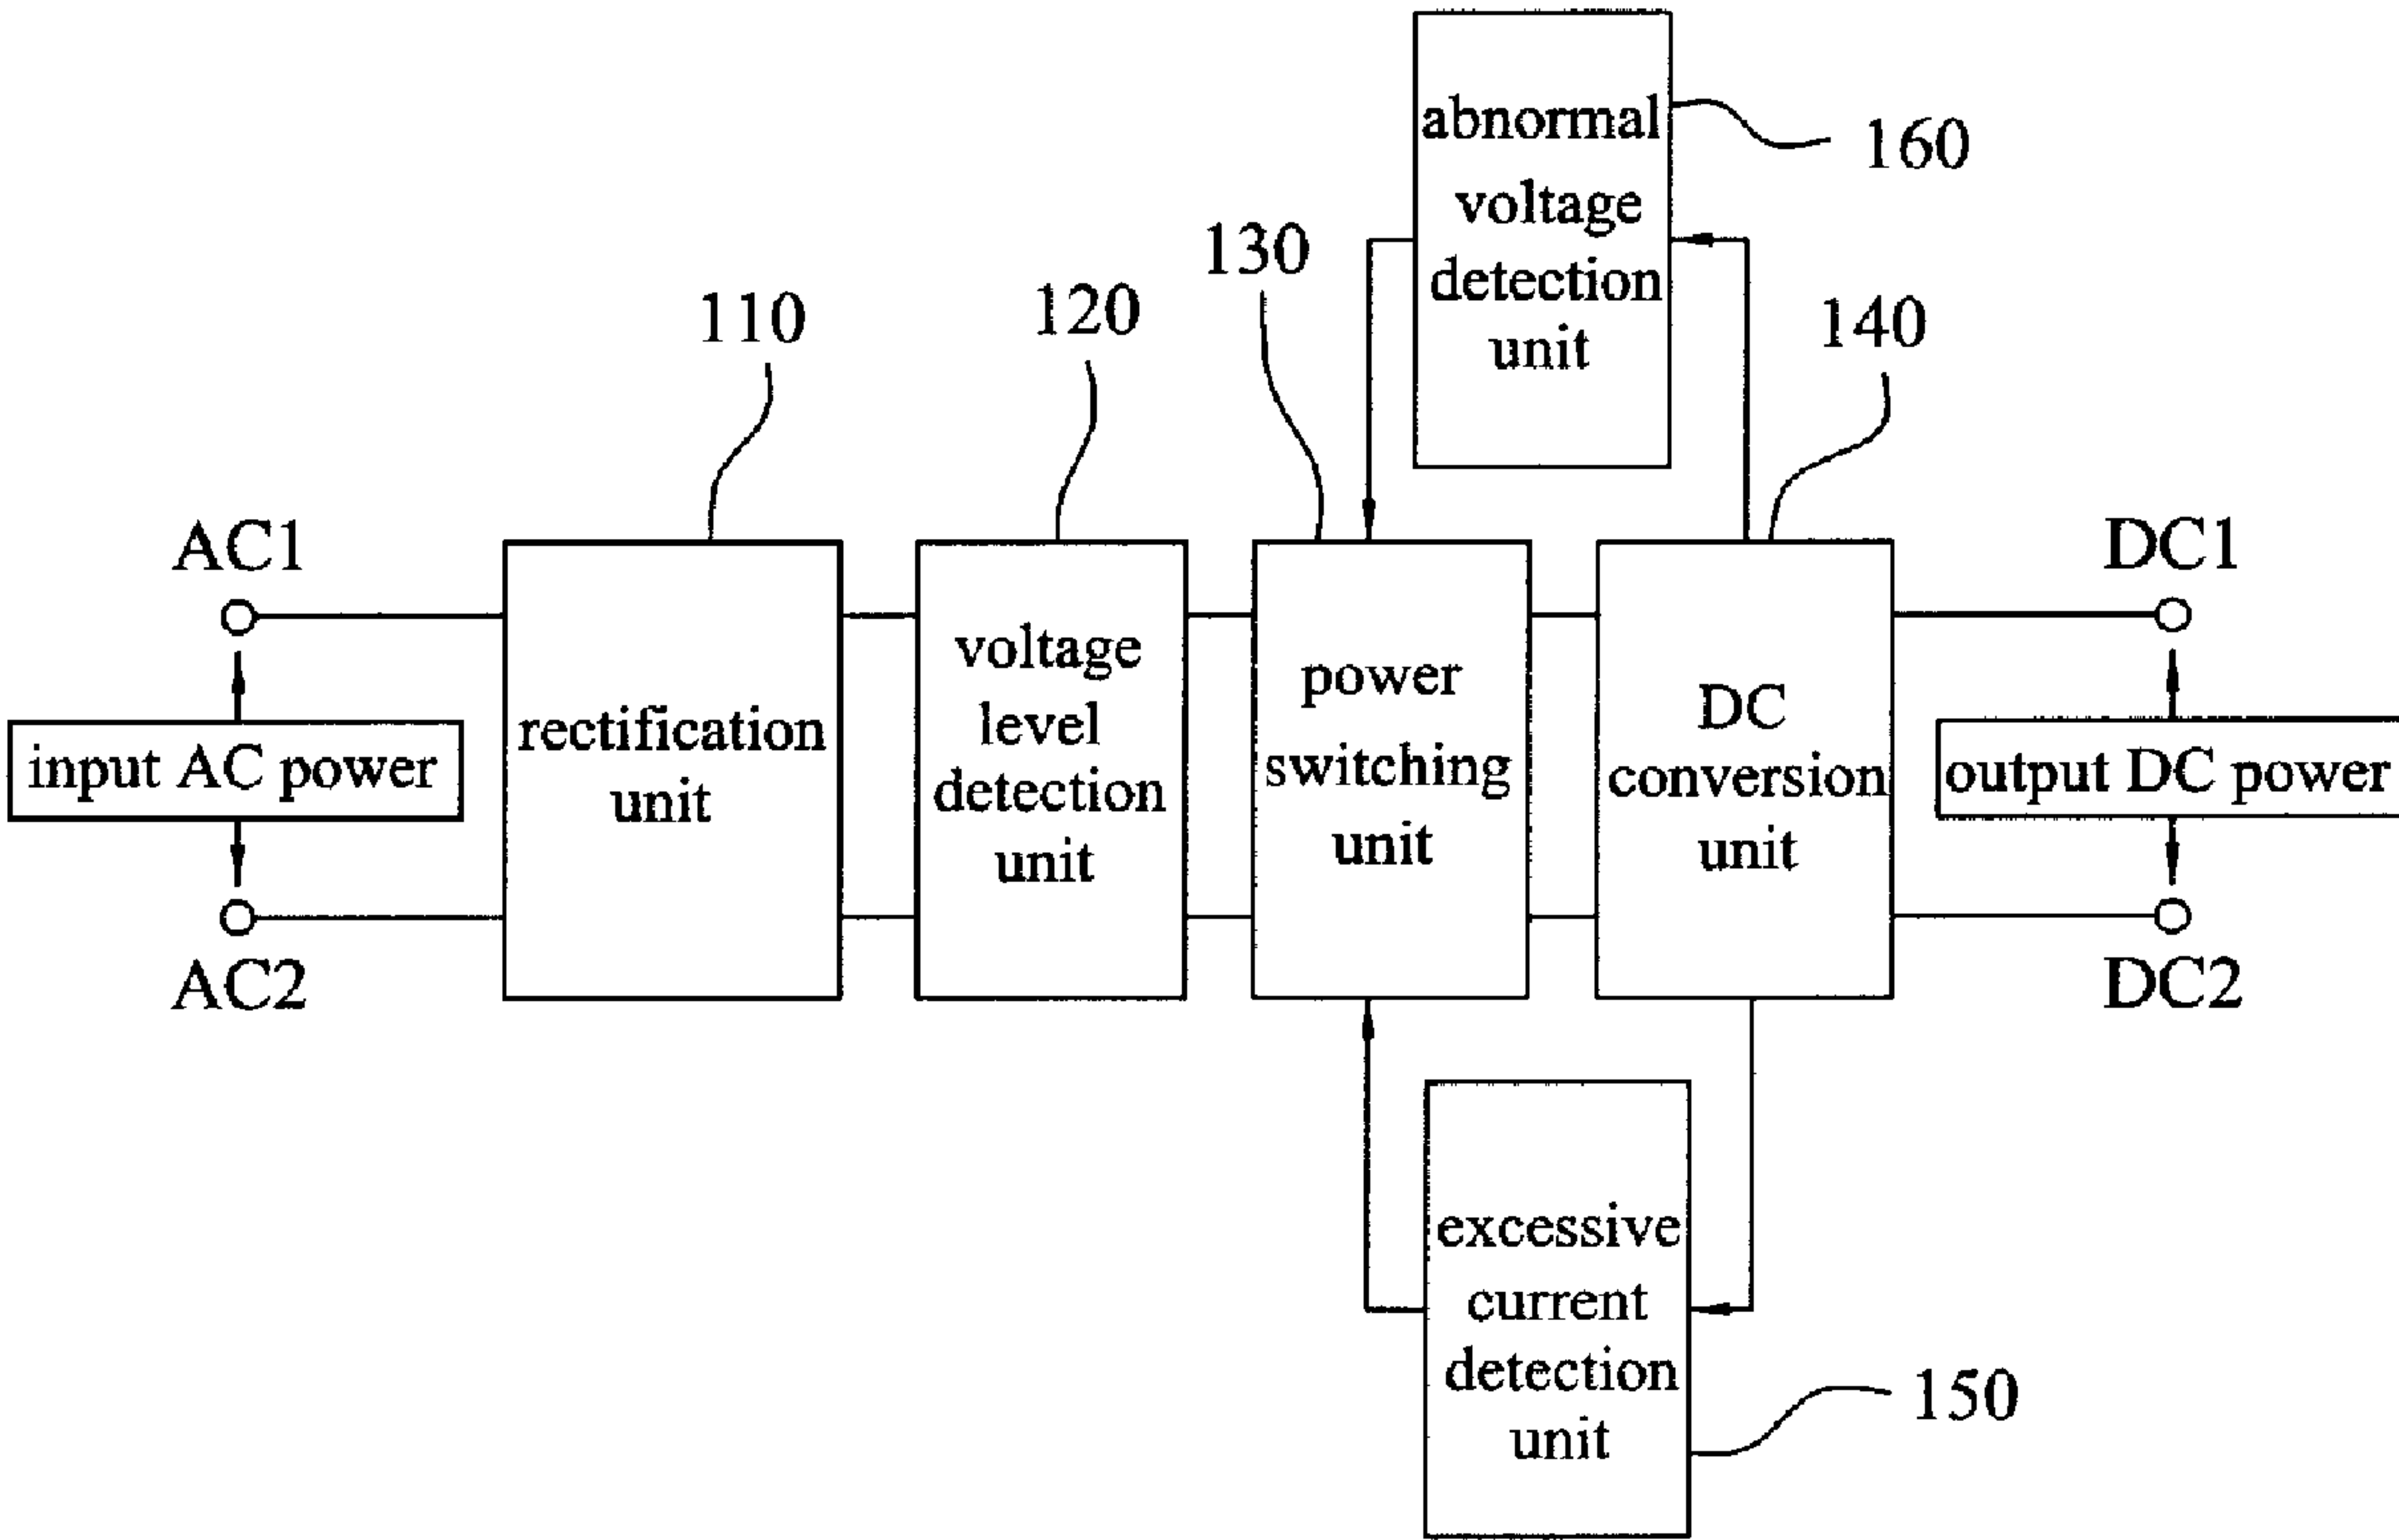 abnormal
voltage
detection
unit
160
130
120
110
140
AC1
DC1
voltage
level
detection
unit
power
switching
unit
DC
conversion
unit
rectification
unit
input AC power
output DC power
AC2
DC2
excessive
current
detection
unit
150